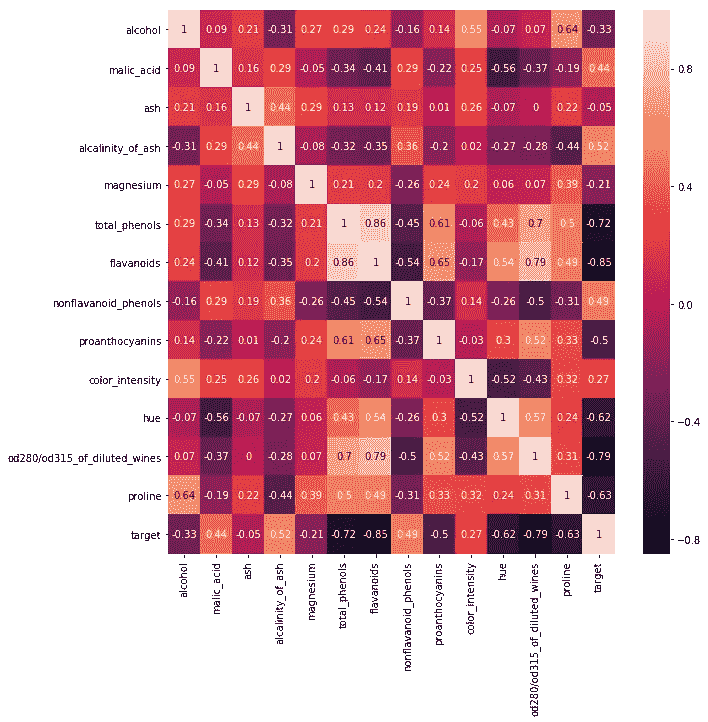 alcohol 1 0.09 0.21 -0.31 0.27 0.29 0.24 -0.16 0.14 0.55 -0.07 0.07 0.64 -0.33
malic_acid 0.09 1 0.16 0.29 -0.05 -0.34 -0.41 0.29 -0.22 0.25 -0.56 -0.37 -0.19 0.44
ash 0.21 0.16 1 0.44 0.29 0.13 0.12 0.19 0.01 0.26 -0.07 0 0.22 -0.05
alcalinity_of_ash -0.31 0.29 0.44 1 -0.08 -0.32 -0.35 0.36 -0.2 0.02 -0.27 -0.28 -0.44 0.52
magnesium 0.27 -0.05 0.29 -0.08 1 0.21 0.2 -0.26 0.24 0.2 0.06 0.07 0.39 -0.21
total_phenols 0.29 -0.34 0.13 -0.32 0.21 1 0.86 -0.45 0.61 -0.06 0.43 0.7 0.5 -0.72
flavanoids 0.24 -0.41 0.12 -0.35 0.2 0.86 1 -0.54 0.65 -0.17 0.54 0.79 0.49 -0.85
nonflavanoid_phenols -0.16 0.29 0.19 0.36 -0.26 -0.45 -0.54 1 -0.37 0.14 -0.26 -0.5 -0.31 0.49
proanthocyanins 0.14 -0.22 0.01 -0.2 0.24 0.61 0.65 -0.37 1 -0.03 0.3 0.52 0.33 -0.5
color_intensity 0.55 0.25 0.26 0.02 0.2 -0.06 -0.17 0.14 -0.03 1 -0.52 -0.43 0.32 0.27
hue -0.07 -0.56 -0.07 -0.27 0.06 0.43 0.54 -0.26 0.3 -0.52 1 0.57 0.24 -0.62
od280/od315_of_diluted_wines 0.07 -0.37 0 -0.28 0.07 0.7 0.79 -0.5 0.52 -0.43 0.57 1 0.31 -0.79
proline 0.64 -0.19 0.22 -0.44 0.39 0.5 0.49 -0.31 0.33 0.32 0.24 0.31 1 -0.63
target -0.33 0.44 -0.05 0.52 -0.21 -0.72 -0.85 0.49 -0.5 0.27 -0.62 -0.79 -0.63 1
alcohol
malic_acid
ash
alcalinity_of_ash
magnesium
total_phenols
flavanoids
nonflavanoid_phenols
proanthocyanins
color_intensity
hue
od280/od315_of_diluted_wines
proline
target
0.8
0.4
0.0
-0.4
-0.8